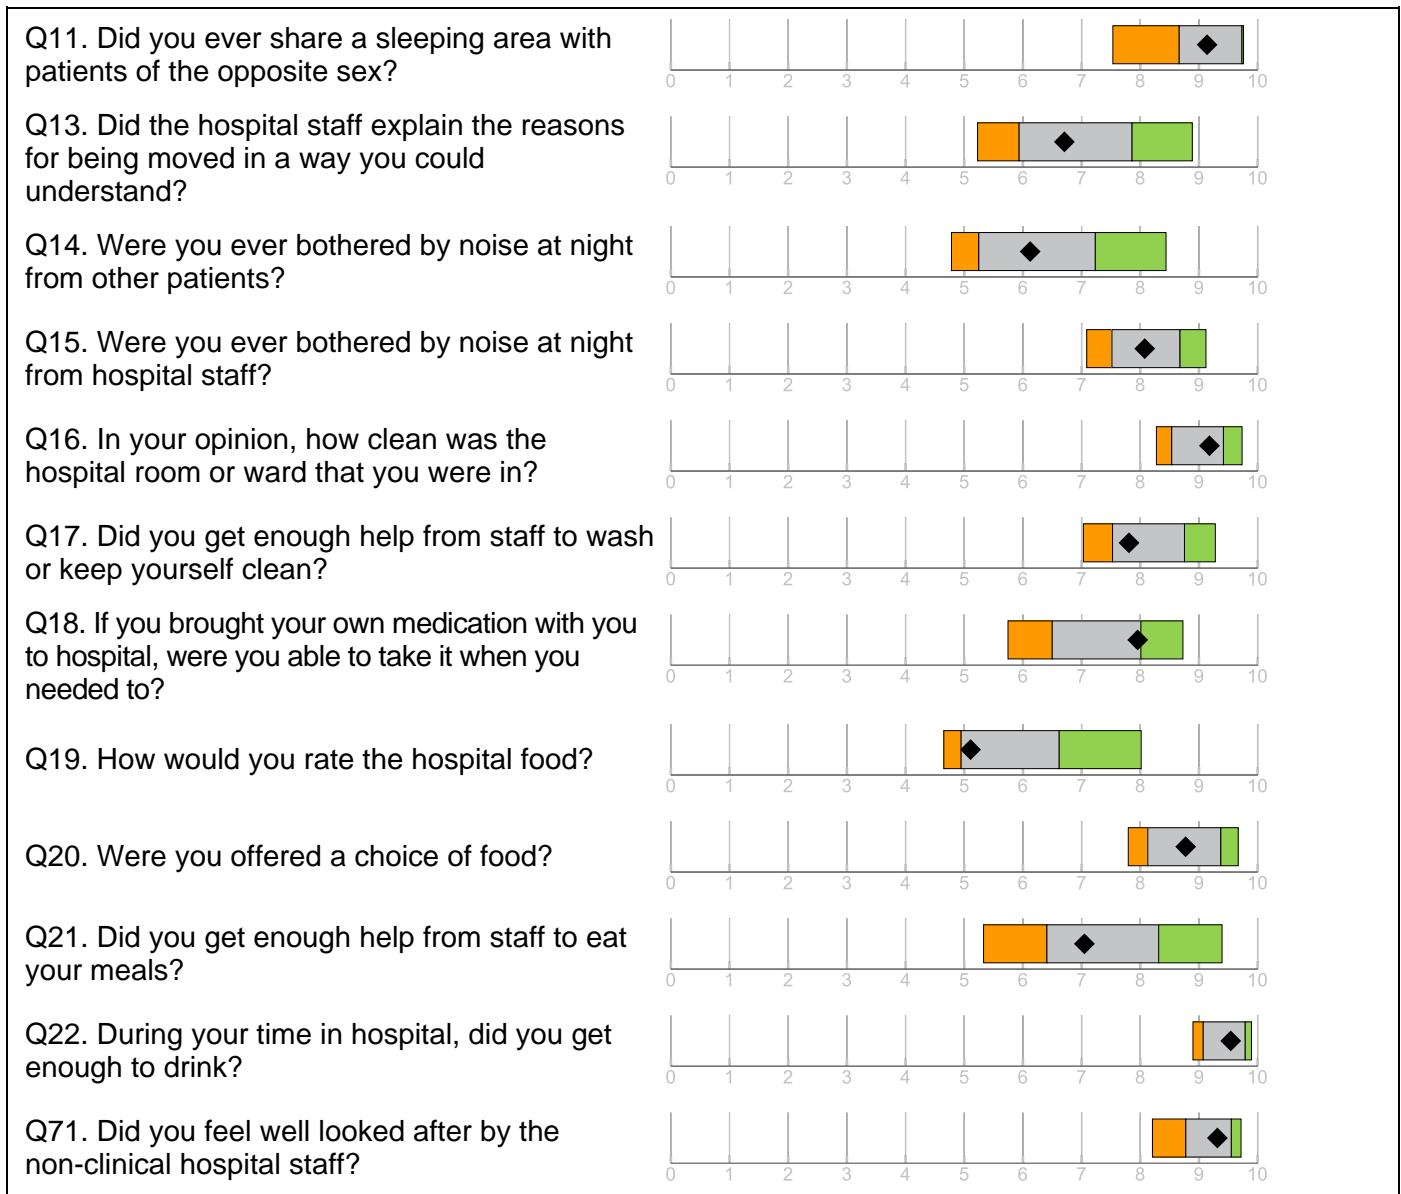 Q11. Did you ever share a sleeping area with
patients of the opposite sex?
0 1 2 3 4 5 6 7 8 9 10
Q13. Did the hospital staff explain the reasons
for being moved in a way you could
understand?
0 1 2 3 4 5 6 7 8 9 10
Q14. Were you ever bothered by noise at night
from other patients?
0 1 2 3 4 5 6 7 8 9 10
Q15. Were you ever bothered by noise at night
from hospital staff?
0 1 2 3 4 5 6 7 8 9 10
Q16. In your opinion, how clean was the
hospital room or ward that you were in?
0 1 2 3 4 5 6 7 8 9 10
Q17. Did you get enough help from staff to wash
or keep yourself clean?
0 1 2 3 4 5 6 7 8 9 10
Q18. If you brought your own medication with you
to hospital, were you able to take it when you
needed to?
0 1 2 3 4 5 6 7 8 9 10
Q19. How would you rate the hospital food?
0 1 2 3 4 5 6 7 8 9 10
Q20. Were you offered a choice of food?
0 1 2 3 4 5 6 7 8 9 10
Q21. Did you get enough help from staff to eat
your meals?
0 1 2 3 4 5 6 7 8 9 10
Q22. During your time in hospital, did you get
enough to drink?
0 1 2 3 4 5 6 7 8 9 10
Q71. Did you feel well looked after by the
non-clinical hospital staff?
0 1 2 3 4 5 6 7 8 9 10